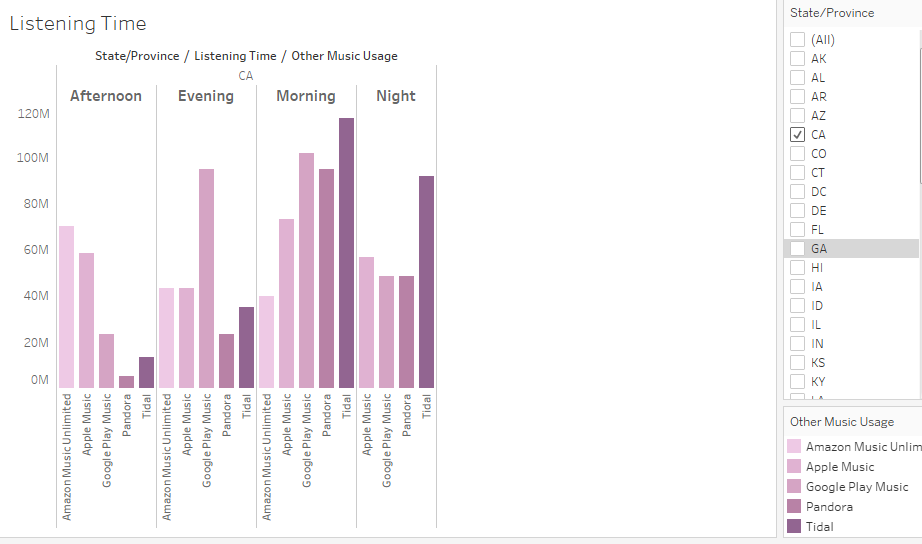 Listening Time
State/Province / Listening Time / Other Music Usage
CA
Afternoon Evening Morning Night
120M
100M
80M
60M
40M
20M
0M
Amazon Music Unlimited
Apple Music
Google Play Music
Pandora
Tidal
Amazon Music Unlimited
Apple Music
Google Play Music
Pandora
Tidal
Amazon Music Unlimited
Apple Music
Google Play Music
Pandora
Tidal
Apple Music
Google Play Music
Pandora
Tidal
State/Province
(All)
AK
AL
AR
AZ
CA
CO
CT
DC
DE
FL
GA
HI
IA
ID
IL
IN
KS
KY
Other Music Usage
Amazon Music Unlim
Apple Music
Google Play Music
Pandora
Tidal